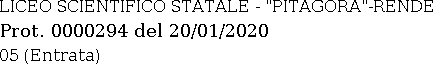 LICEO SCIENTIFICO STATALE - "PITAGORA"-RENDE
Prot. 0000294 del 20/01/2020
05 (Entrata)